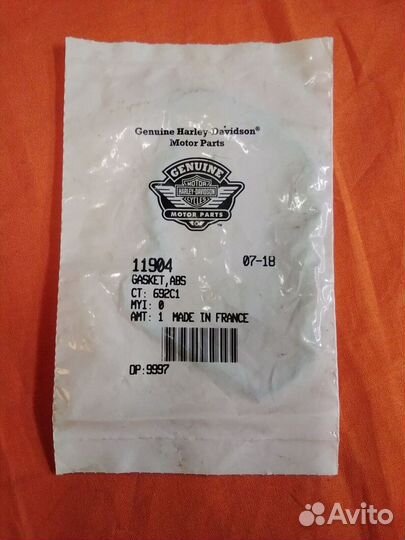 Genuine Harley-Davidson®
Motor Parts
GENUINE
MOTOR
HARLEY-DAVIDSON
CYCLES
MOTOR PARTS
™
11904 07-18
GASKET,ABS
CT: 692C1
MYI: 0
AMT: 1 MADE IN FRANCE
OP:9997
Avito